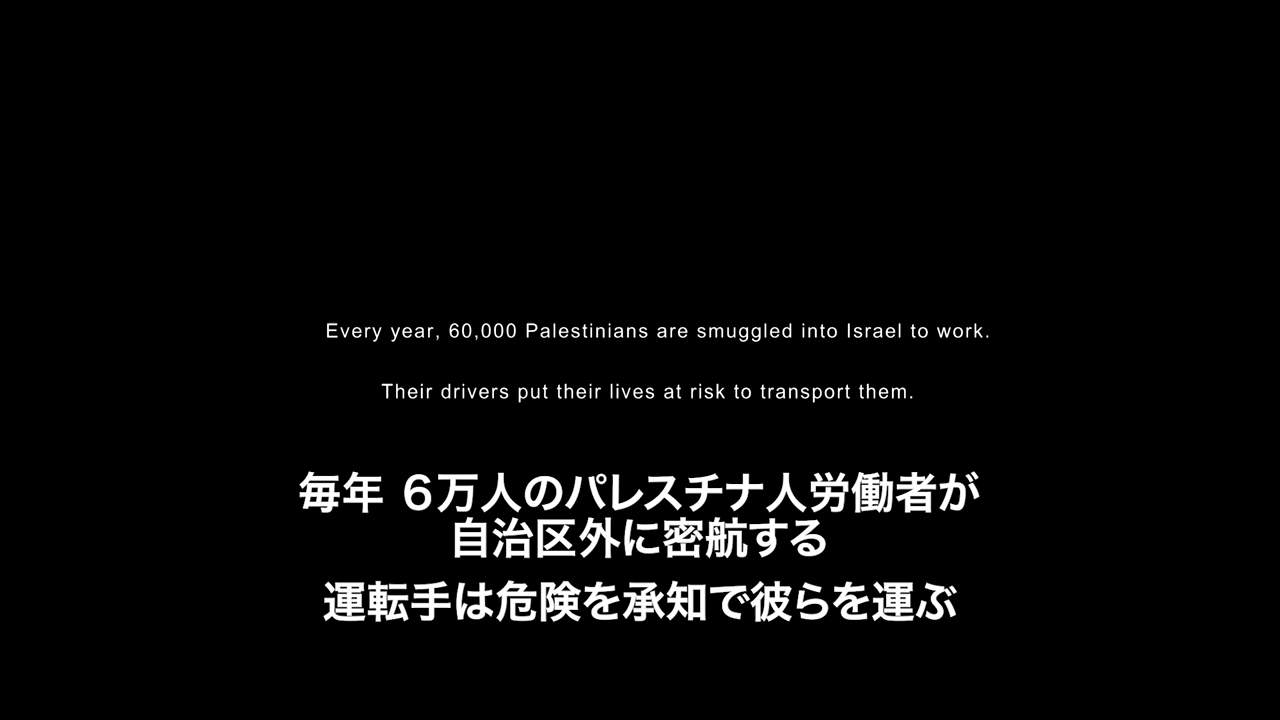 Every year, 60,000 Palestinians are smuggled into Israel to work.
Their drivers put their lives at risk to transport them.
毎年 6万人のパレスチナ人労働者が
自治区外に密航する
運転手は危険を承知で彼らを運ぶ